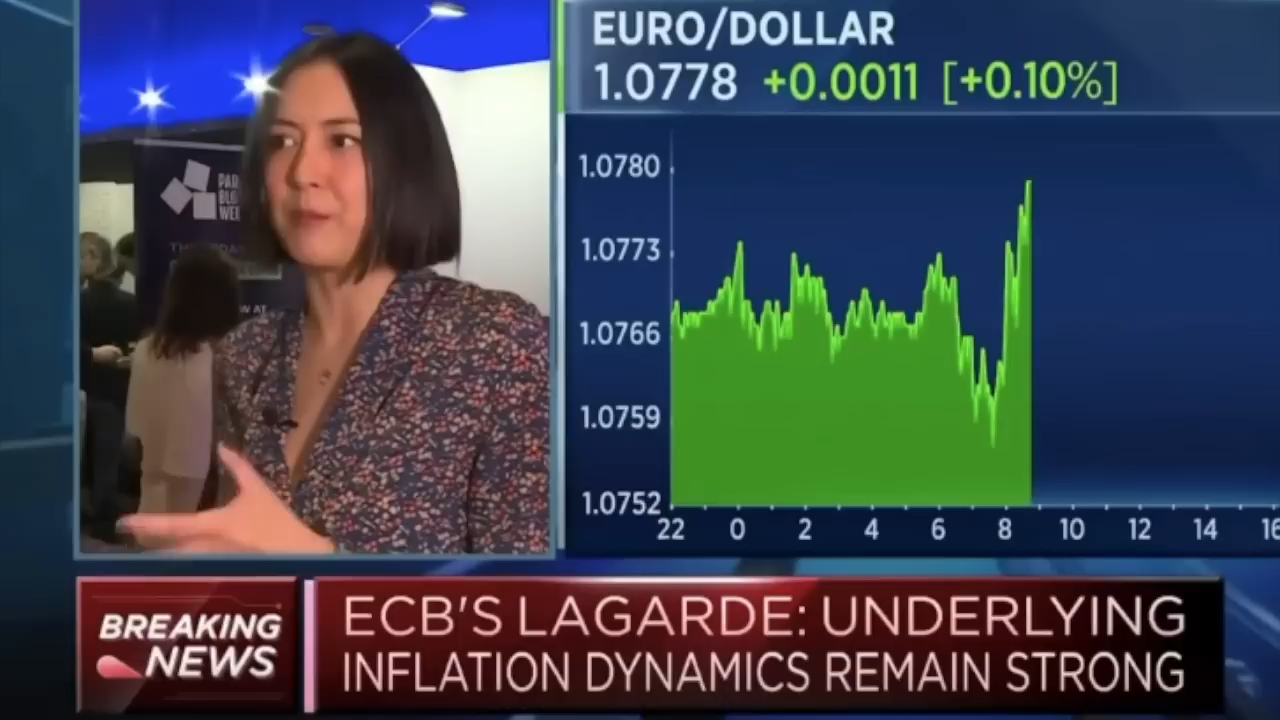 EURO/DOLLAR
1.0778 +0.0011 [+0.10%]
1.0780
1.0773
1.0766
1.0759
1.0752
22 0 2 4 6 8 10 12 14 16
BREAKING
NEWS
ECB'S LAGARDE: UNDERLYING
INFLATION DYNAMICS REMAIN STRONG